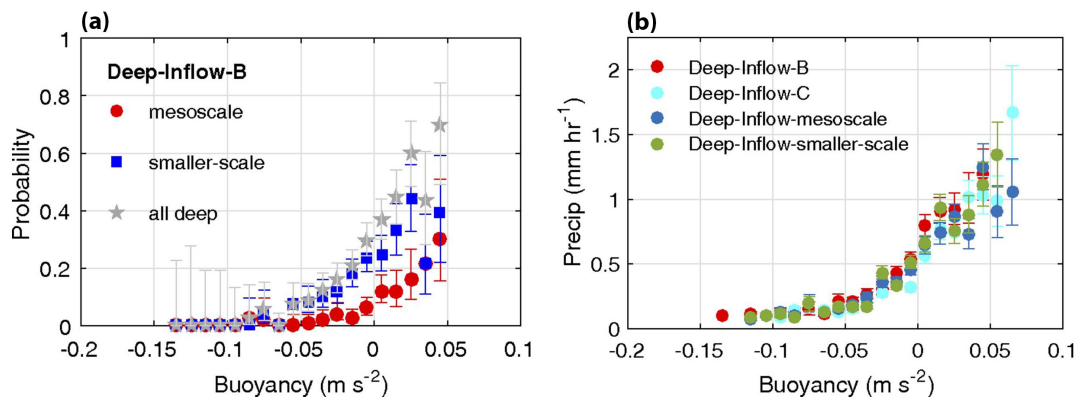 (a)
1
0.8
0.6
0.4
0.2
0
Probability
Deep-Inflow-B
mesoscale
smaller-scale
all deep
-0.2 -0.15 -0.1 -0.05 0 0.05 0.1
Buoyancy (m s-2)
(b)
2
1.5
1
0.5
0
Precip (mm hr-1)
Deep-Inflow-B
Deep-Inflow-C
Deep-Inflow-mesoscale
Deep-Inflow-smaller-scale
-0.2 -0.15 -0.1 -0.05 0 0.05 0.1
Buoyancy (m s-2)